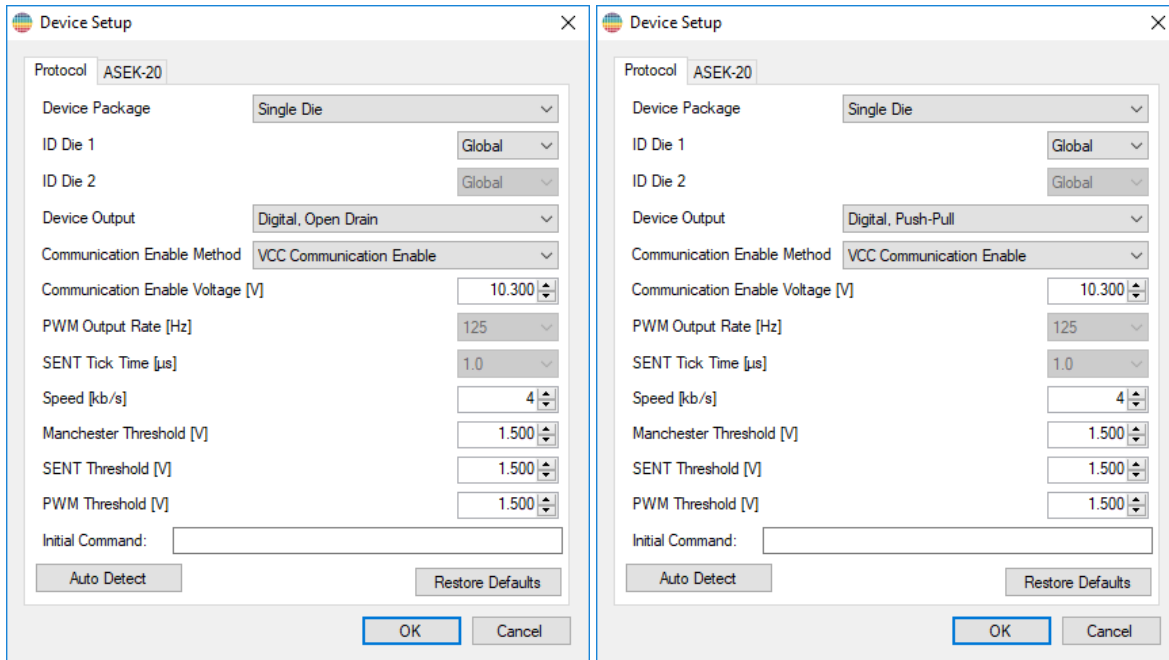 Device Setup
Protocol ASEK-20
Device Package Single Die
ID Die 1 Global
ID Die 2 Global
Device Output Digital, Open Drain
Communication Enable Method VCC Communication Enable
Communication Enable Voltage [V] 10.300
PWM Output Rate [Hz] 125
SENT Tick Time [µs] 1.0
Speed [kb/s] 4
Manchester Threshold [V] 1.500
SENT Threshold [V] 1.500
PWM Threshold [V] 1.500
Initial Command:
Auto Detect Restore Defaults
OK Cancel
Device Setup
Protocol ASEK-20
Device Package Single Die
ID Die 1 Global
ID Die 2 Global
Device Output Digital, Push-Pull
Communication Enable Method VCC Communication Enable
Communication Enable Voltage [V] 10.300
PWM Output Rate [Hz] 125
SENT Tick Time [µs] 1.0
Speed [kb/s] 4
Manchester Threshold [V] 1.500
SENT Threshold [V] 1.500
PWM Threshold [V] 1.500
Initial Command:
Auto Detect Restore Defaults
OK Cancel